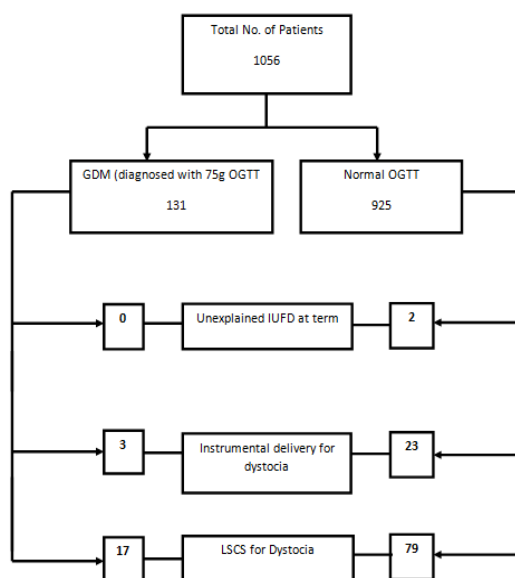 Total No. of Patients
1056
GDM (diagnosed with 75g OGTT
131
Normal OGTT
925
0
Unexplained IUFD at term
2
3
Instrumental delivery for
dystocia
23
17
LSCS for Dystocia
79